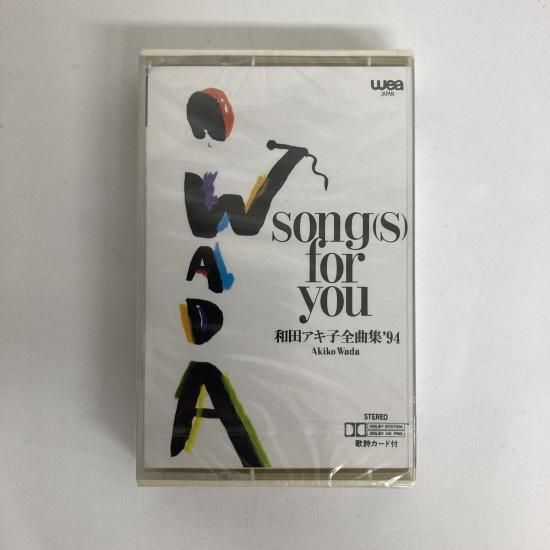 wea
JAPAN
a
WADA
song(s)
for
you
和田アキ子全曲集'94
Akiko Wada
STEREO
DOLBY SYSTEM
DOLBY HX PRO
歌詩カード付